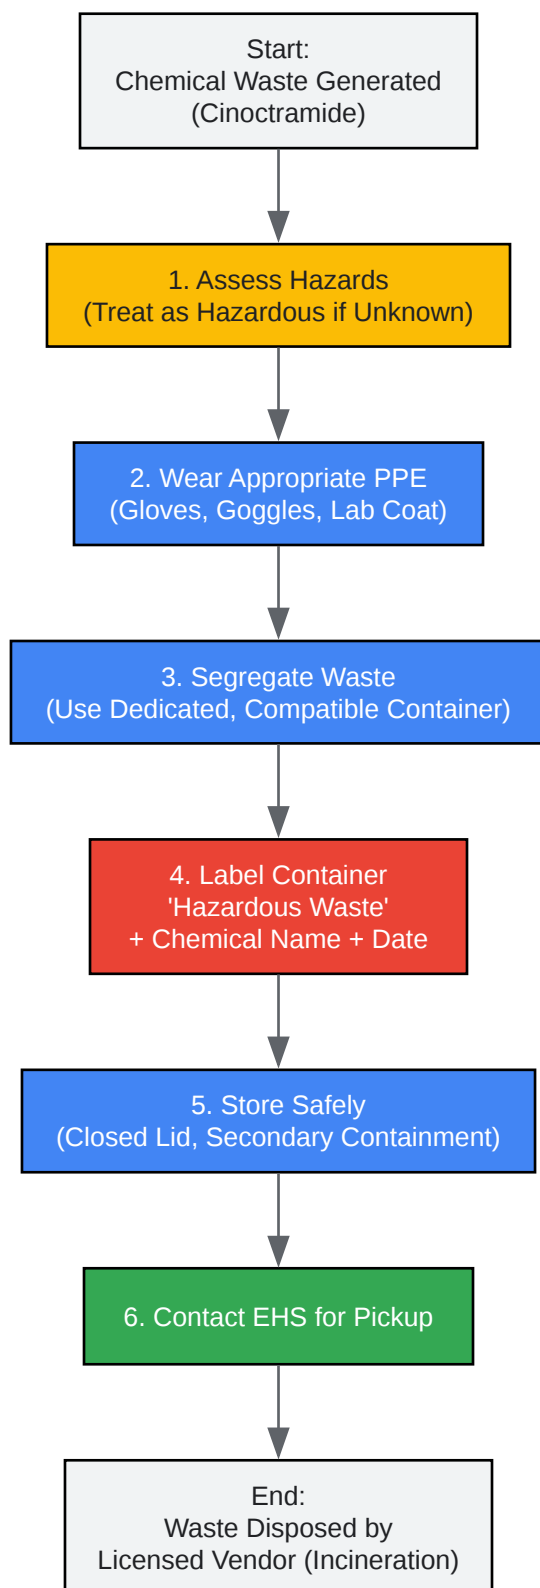 Start:
Chemical Waste Generated
(Cinoctramide)
1. Assess Hazards
(Treat as Hazardous if Unknown)
2. Wear Appropriate PPE
(Gloves, Goggles, Lab Coat)
3. Segregate Waste
(Use Dedicated, Compatible Container)
4. Label Container
'Hazardous Waste'
+ Chemical Name + Date
5. Store Safely
(Closed Lid, Secondary Containment)
6. Contact EHS for Pickup
End:
Waste Disposed by
Licensed Vendor (Incineration)